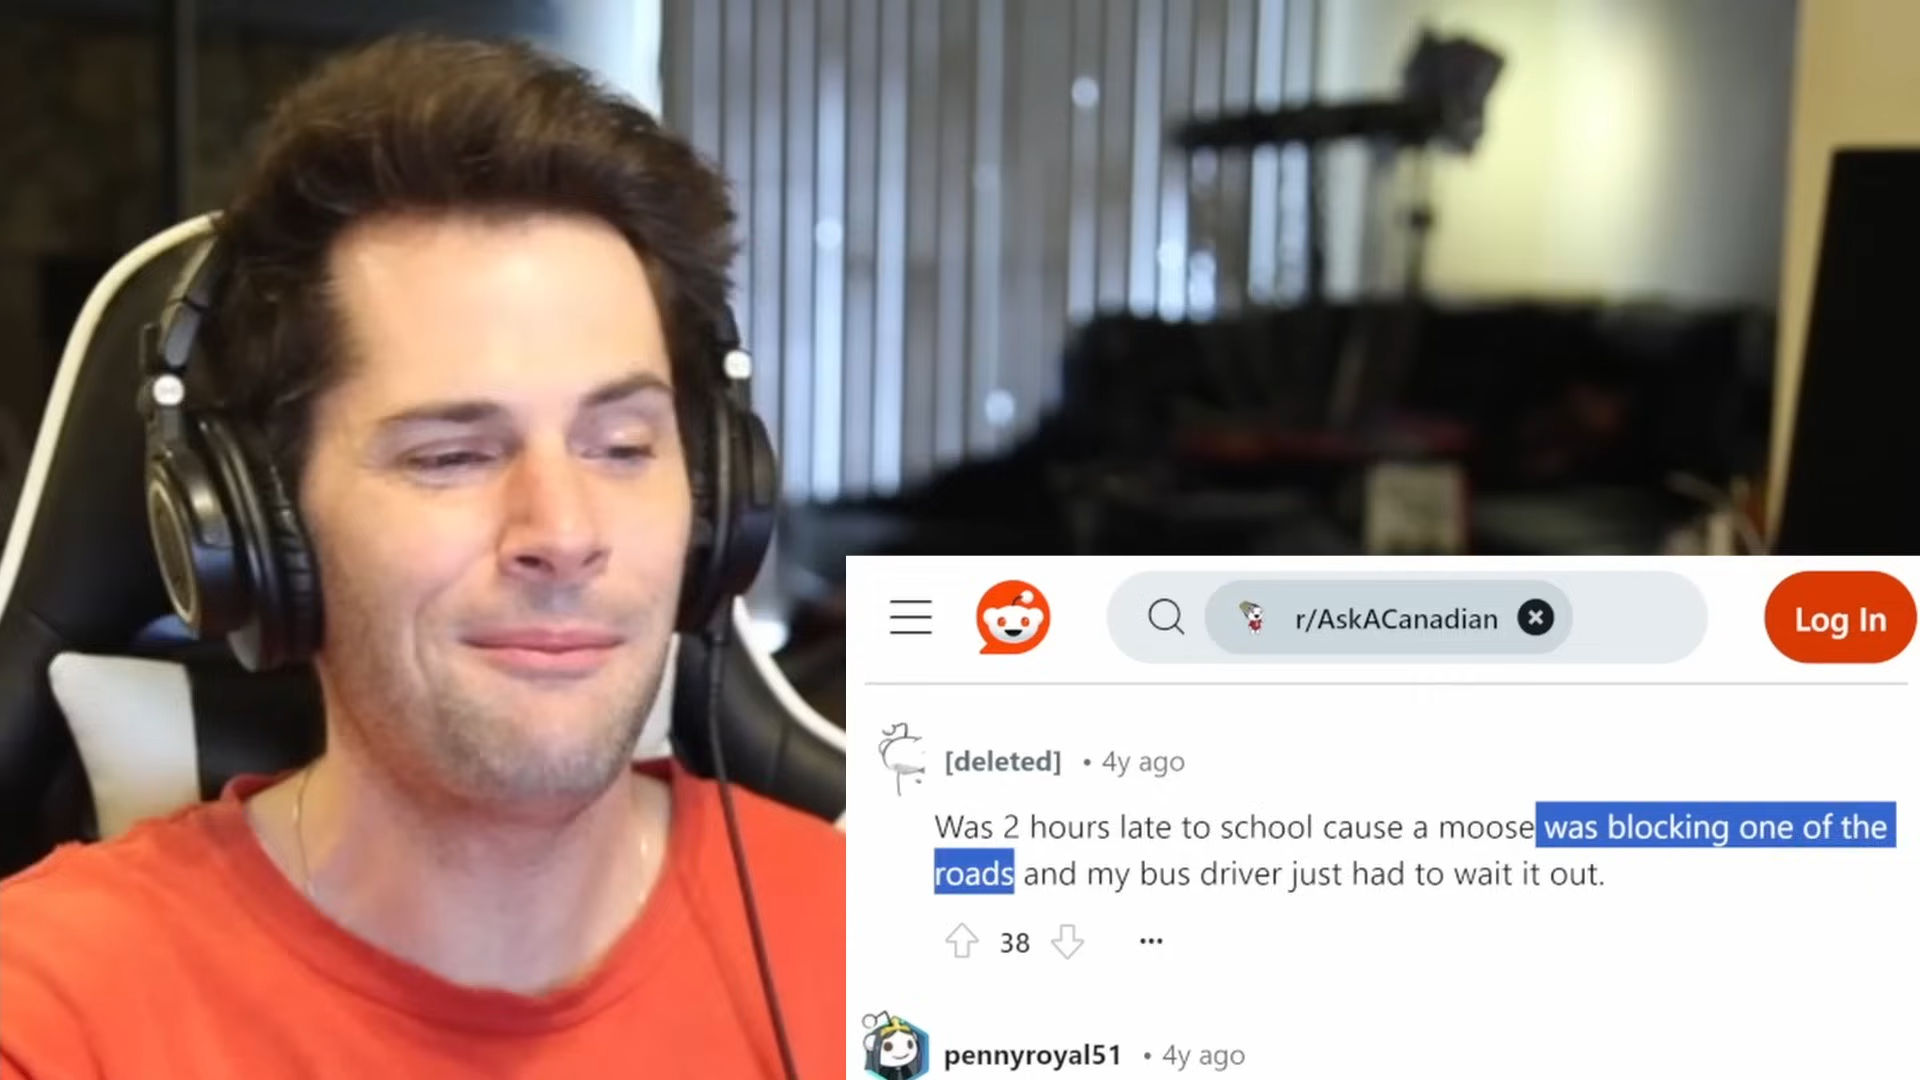 r/AskACanadian
Log In
[deleted] • 4y ago
Was 2 hours late to school cause a moose was blocking one of the
roads and my bus driver just had to wait it out.
38
pennyroyal51 • 4y ago